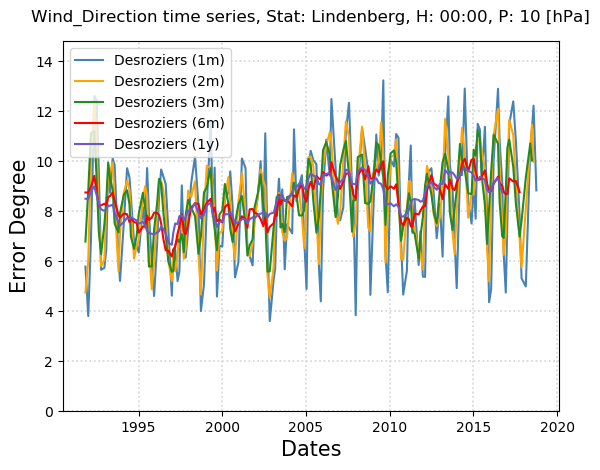 Wind_Direction time series, Stat: Lindenberg, H: 00:00, P: 10 [hPa]
Error Degree
14
12
10
8
6
4
2
0
Desroziers (1m)
Desroziers (2m)
Desroziers (3m)
Desroziers (6m)
Desroziers (1y)
1995 2000 2005 2010 2015 2020
Dates